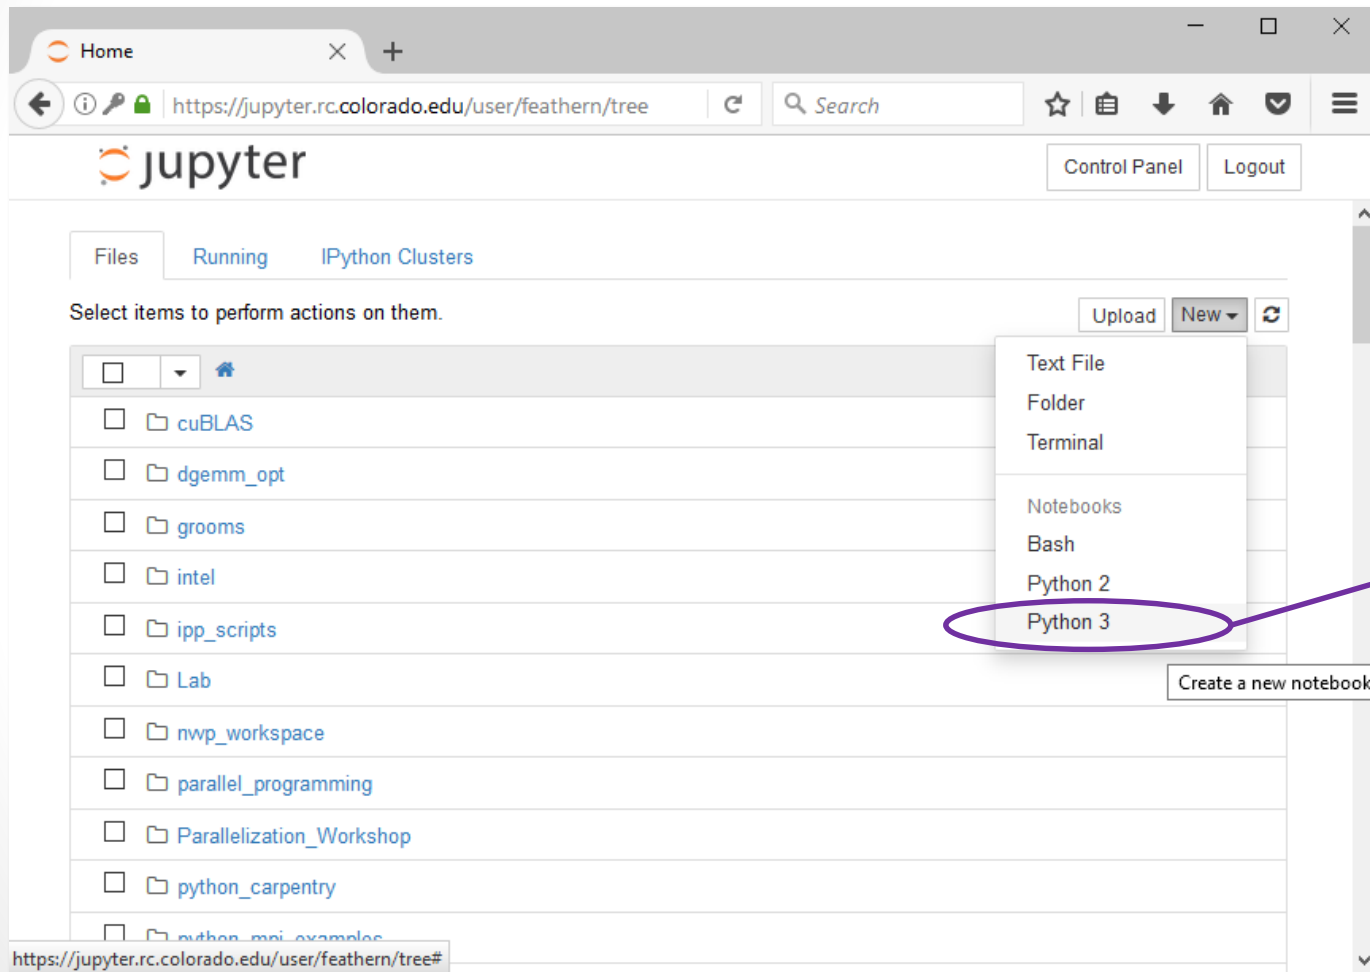 Home
https://jupyter.rc.colorado.edu/user/feathern/tree
Search
jupyter
Control Panel Logout
Files Running IPython Clusters
Select items to perform actions on them.
Upload New
Text File
Folder
Terminal
Notebooks
Bash
Python 2
Python 3
Create a new notebook
cuBLAS
dgemm_opt
grooms
intel
ipp_scripts
Lab
nwp_workspace
parallel_programming
Parallelization_Workshop
python_carpentry
python_mpi_examples
https://jupyter.rc.colorado.edu/user/feathern/tree#